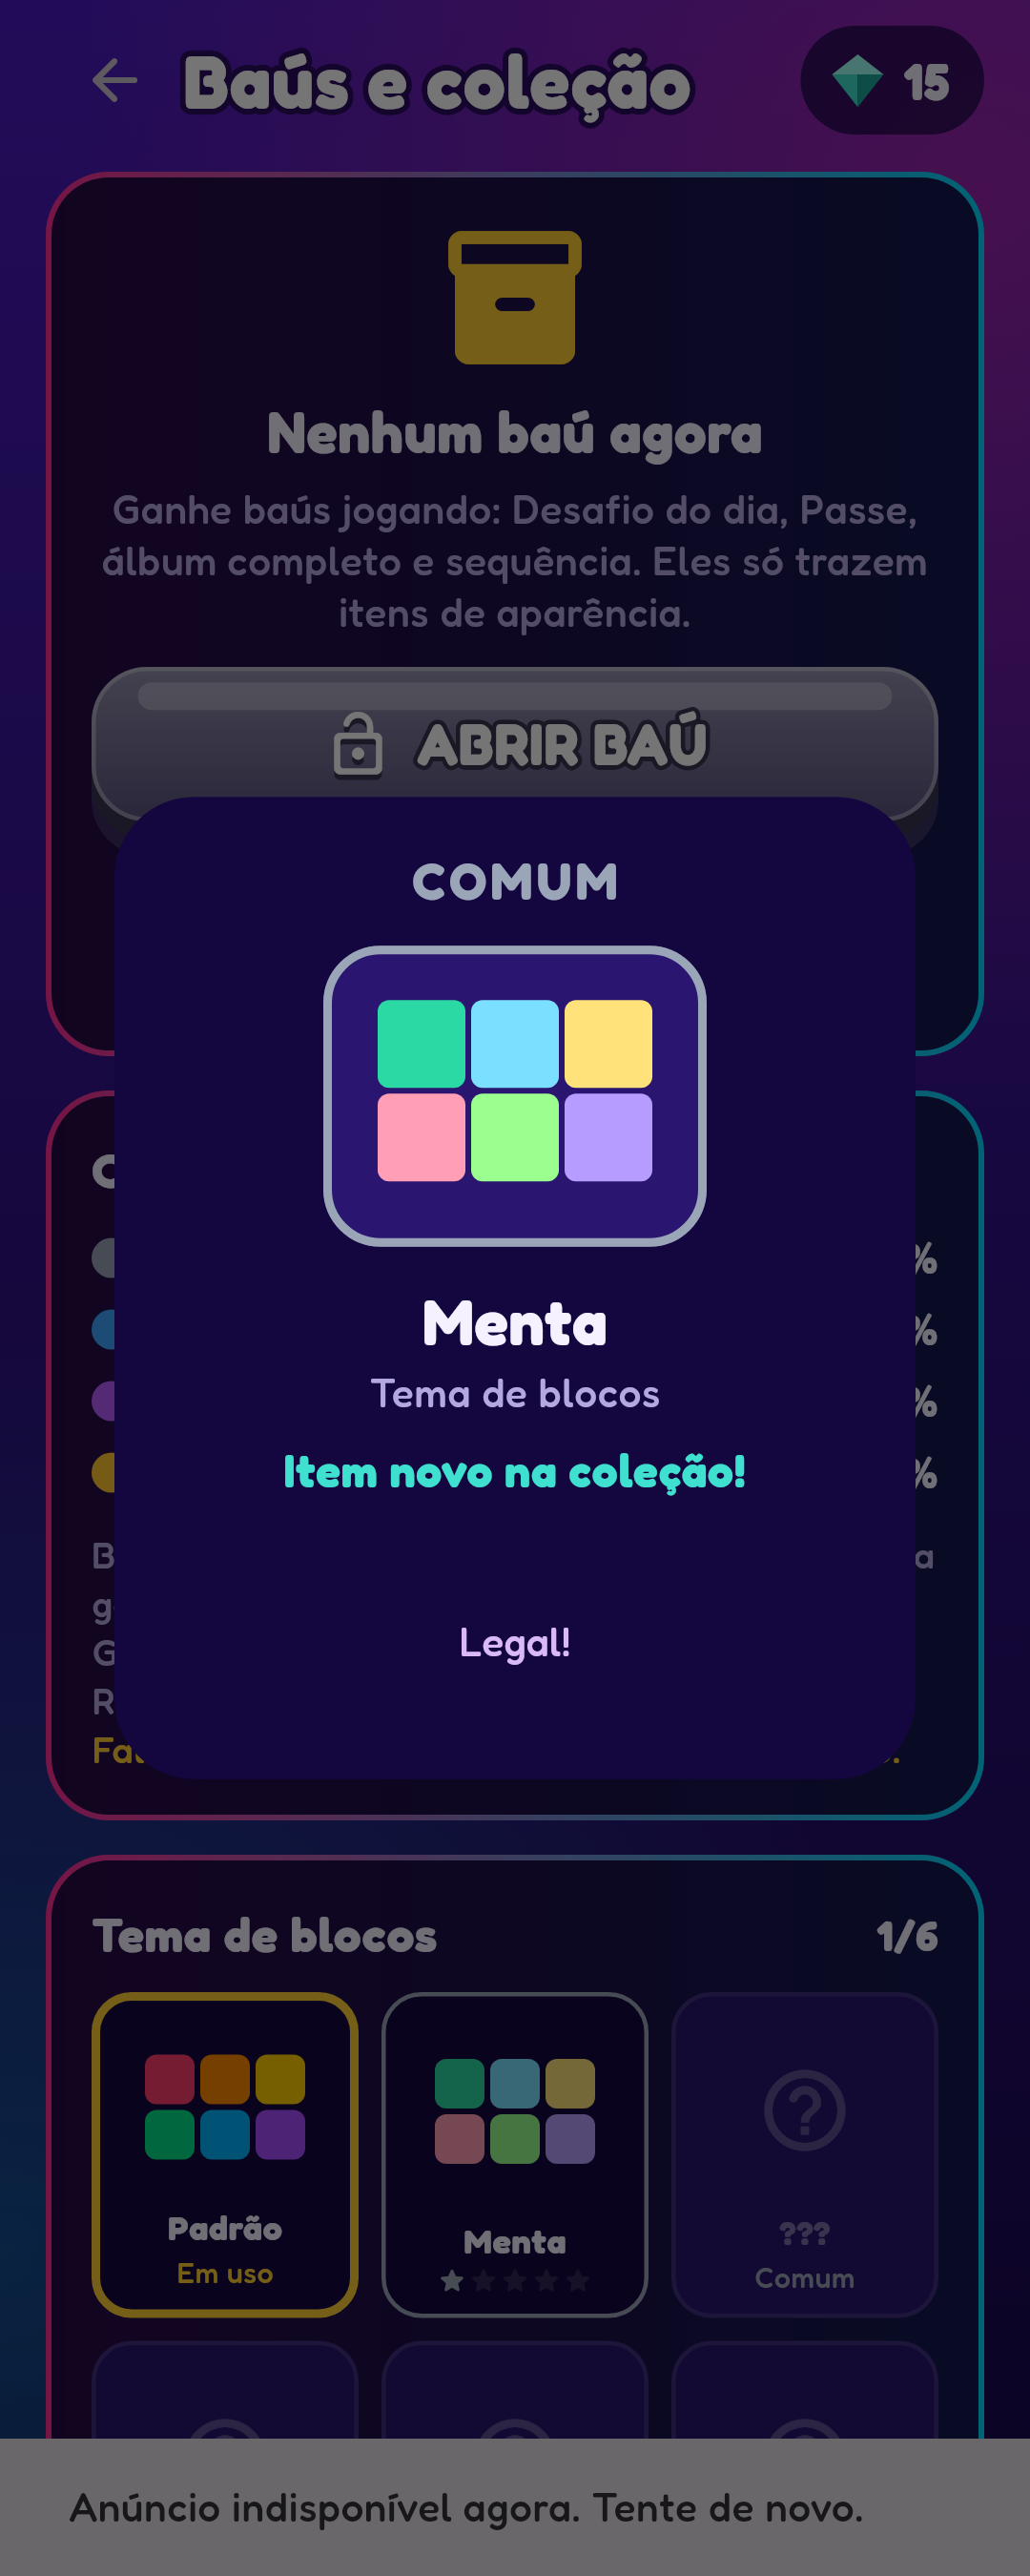 Baús e coleção
15
Nenhum baú agora
Ganhe baús jogando: Desafio do dia, Passe,
álbum completo e sequência. Eles só trazem
itens de aparência.
ABRIR BAÚ
COMUM
%
Menta
%
Tema de blocos
%
Item novo na coleção!
%
Legal!
Tema de blocos
1/6
Padrão
Em uso
Menta
???
Comum
Anúncio indisponível agora. Tente de novo.